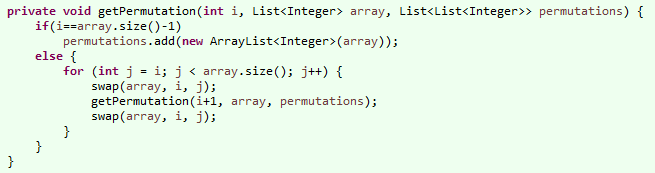 private void getPermutation(int i, List<Integer> array, List<List<Integer>> permutations) {
    if(i==array.size()-1)
        permutations.add(new ArrayList<Integer>(array));
    else {
        for (int j = i; j < array.size(); j++) {
            swap(array, i, j);
            getPermutation(i+1, array, permutations);
            swap(array, i, j);
        }
    }
}